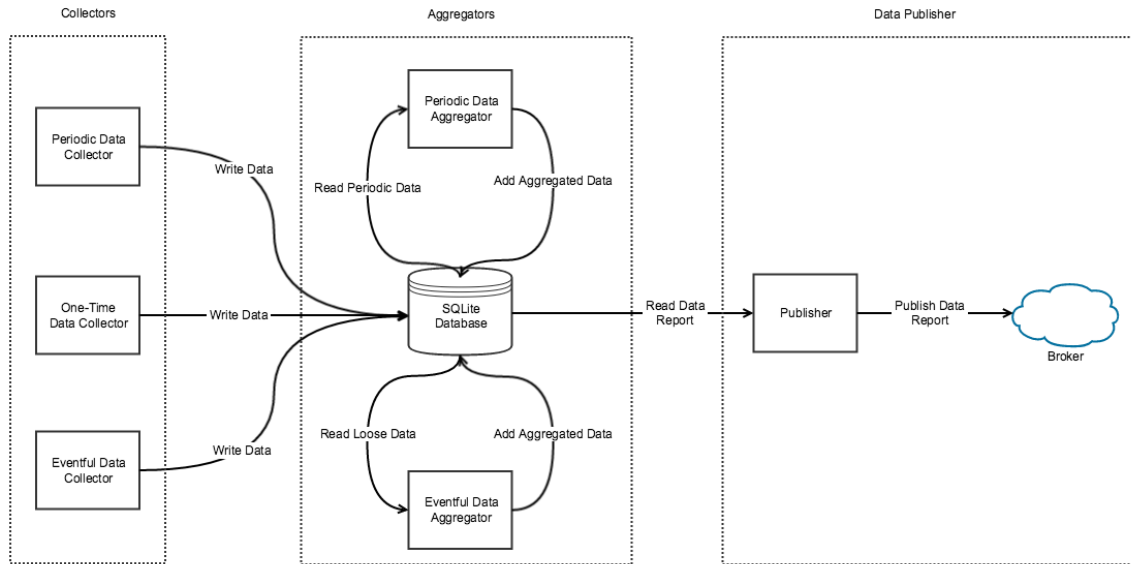 Collectors
Aggregators
Data Publisher
Periodic Data
Collector
Write Data
One-Time
Data Collector
Write Data
Eventful Data
Collector
Write Data
Periodic Data
Aggregator
Read Periodic Data
Add Aggregated Data
SQLite
Database
Read Loose Data
Add Aggregated Data
Eventful Data
Aggregator
Read Data
Report
Publisher
Publish Data
Report
Broker